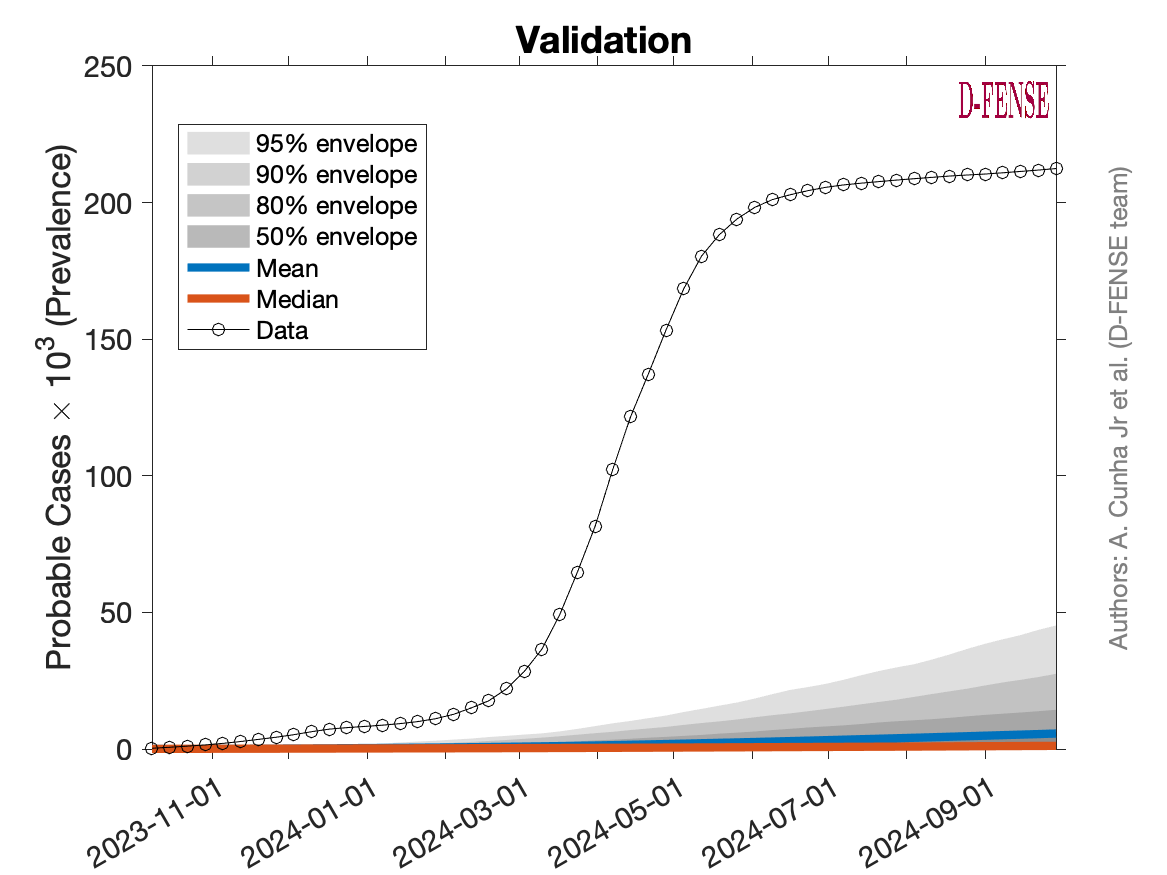 Validation
D-FENSE
250
200
150
100
50
0
Probable Cases × 10³ (Prevalence)
95% envelope
90% envelope
80% envelope
50% envelope
Mean
Median
Data
2023-11-01
2024-01-01
2024-03-01
2024-05-01
2024-07-01
2024-09-01
Authors: A. Cunha Jr et al. (D-FENSE team)